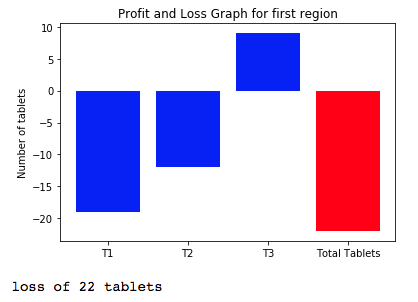 Profit and Loss Graph for first region
Number of tablets
10
5
0
−5
−10
−15
−20
T1
T2
T3
Total Tablets
loss of 22 tablets